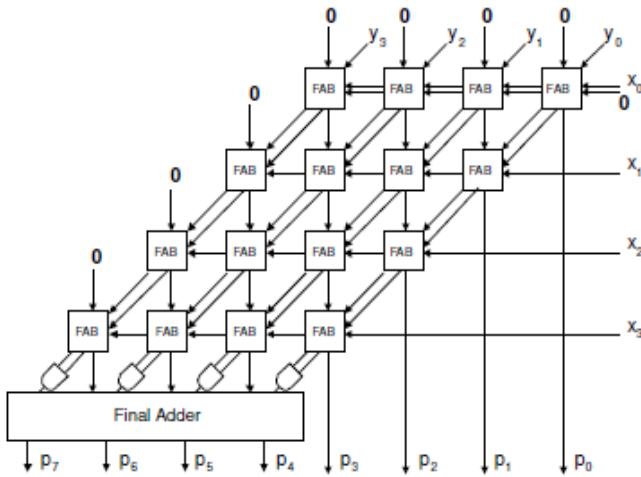 0 0 0 0
y3 y2 y1 y0
FAB FAB FAB FAB x0
0 0
FAB FAB FAB FAB x1
0
FAB FAB FAB FAB x2
0
FAB FAB FAB FAB x3
Final Adder
p7 p6 p5 p4 p3 p2 p1 p0